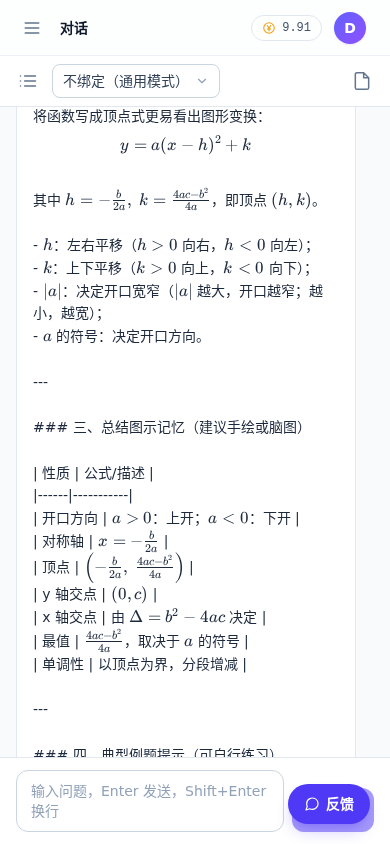 对话
9.91
D
不绑定（通用模式）
将函数写成顶点式更易看出图形变换：
y = a(x − h)² + k
其中 h = −b/2a, k = 4ac−b²/4a，即顶点 (h, k)。
- h：左右平移（h > 0 向右，h < 0 向左）；
- k：上下平移（k > 0 向上，k < 0 向下）；
- |a|：决定开口宽窄（|a| 越大，开口越窄；越
小，越宽）；
- a 的符号：决定开口方向。
---
### 三、总结图示记忆（建议手绘或脑图）
| 性质 | 公式/描述 |
|------|-----------|
| 开口方向 | a > 0：上开；a < 0：下开 |
| 对称轴 | x = −b/2a |
| 顶点 | (−b/2a, 4ac−b²/4a) |
| y 轴交点 | (0, c) |
| x 轴交点 | 由 Δ = b² − 4ac 决定 |
| 最值 | 4ac−b²/4a，取决于 a 的符号 |
| 单调性 | 以顶点为界，分段增减 |
---
### 四、典型例题提示（可自行练习）
输入问题，Enter 发送，Shift+Enter
换行
反馈